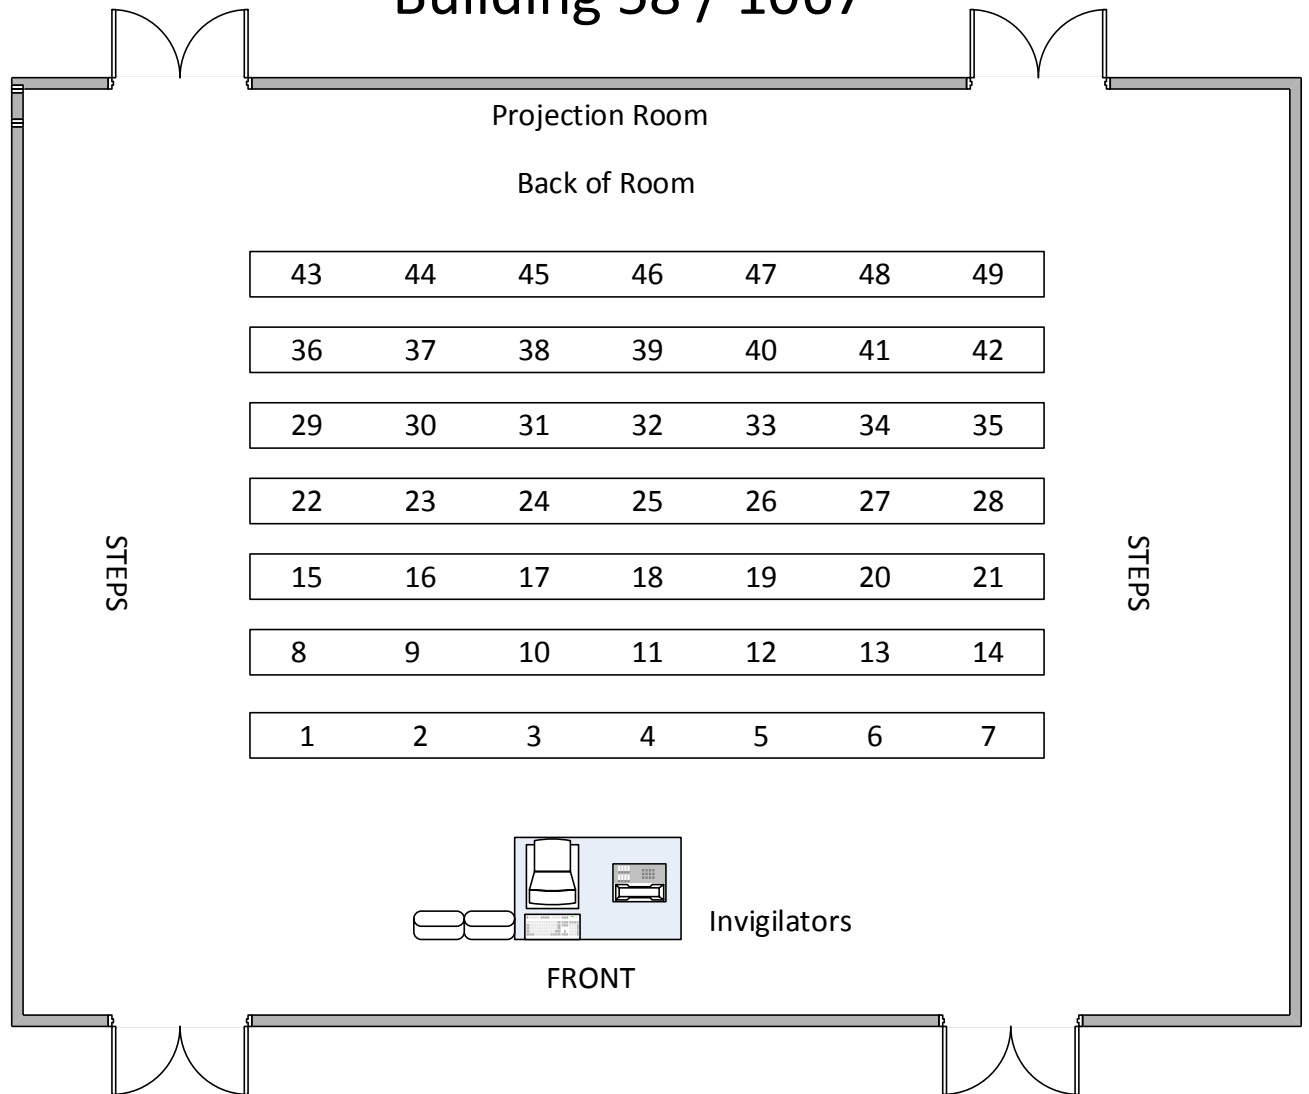 Building 58 / 1067
Projection Room
Back of Room
43 44 45 46 47 48 49
36 37 38 39 40 41 42
29 30 31 32 33 34 35
22 23 24 25 26 27 28
STEPS
STEPS
15 16 17 18 19 20 21
8 9 10 11 12 13 14
1 2 3 4 5 6 7
Invigilators
FRONT